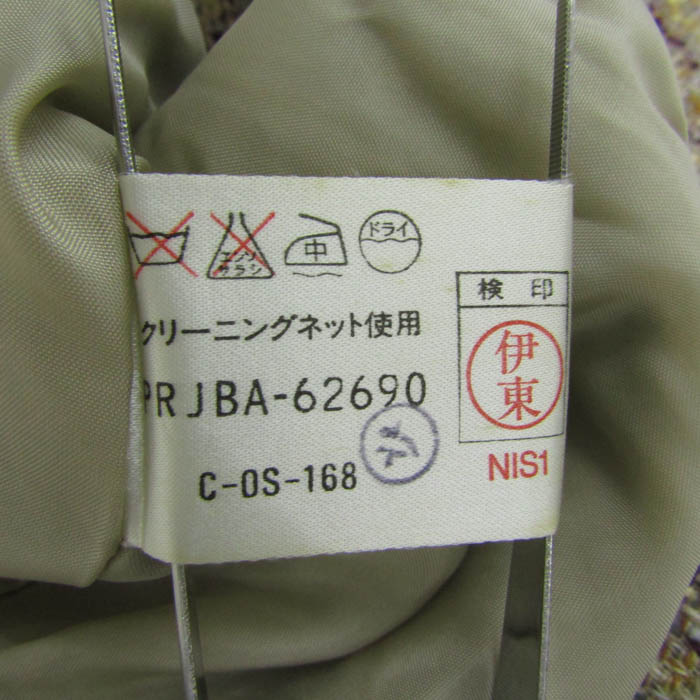 エンソ
サラシ
中
ドライ
クリーニングネット使用
PRJBA-62690
C-0S-168
検印
伊東
NIS1